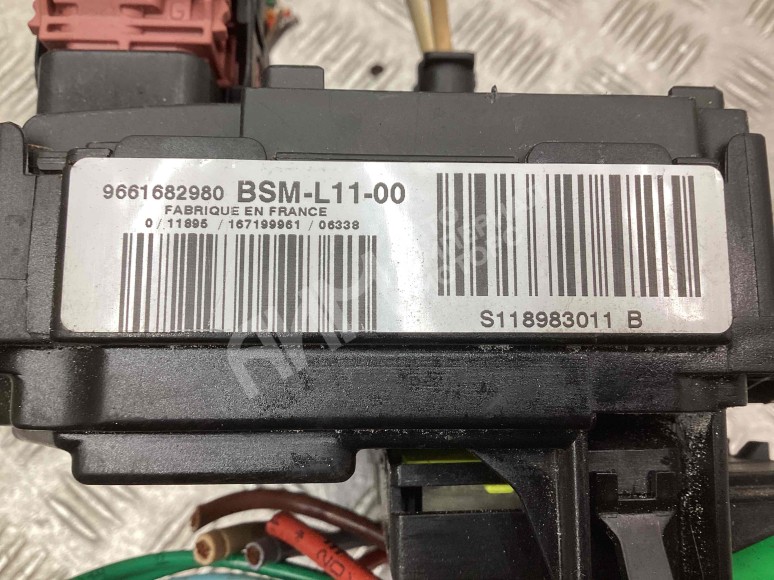 9661682980 BSM-L11-00
FABRIQUE EN FRANCE
0/11895 / 167199961 / 06338
S118983011 B